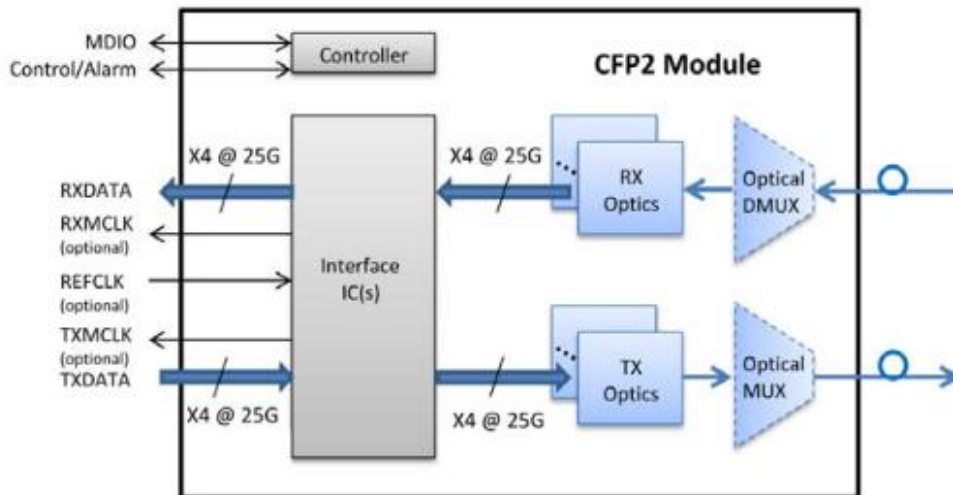 MDIO
Control/Alarm
Controller
CFP2 Module
X4 @ 25G
X4 @ 25G
RXDATA
RXMCLK
(optional)
REFCLK
(optional)
TXMCLK
(optional)
TXDATA
X4 @ 25G
Interface
IC(s)
X4 @ 25G
RX
Optics
Optical
DMUX
TX
Optics
Optical
MUX